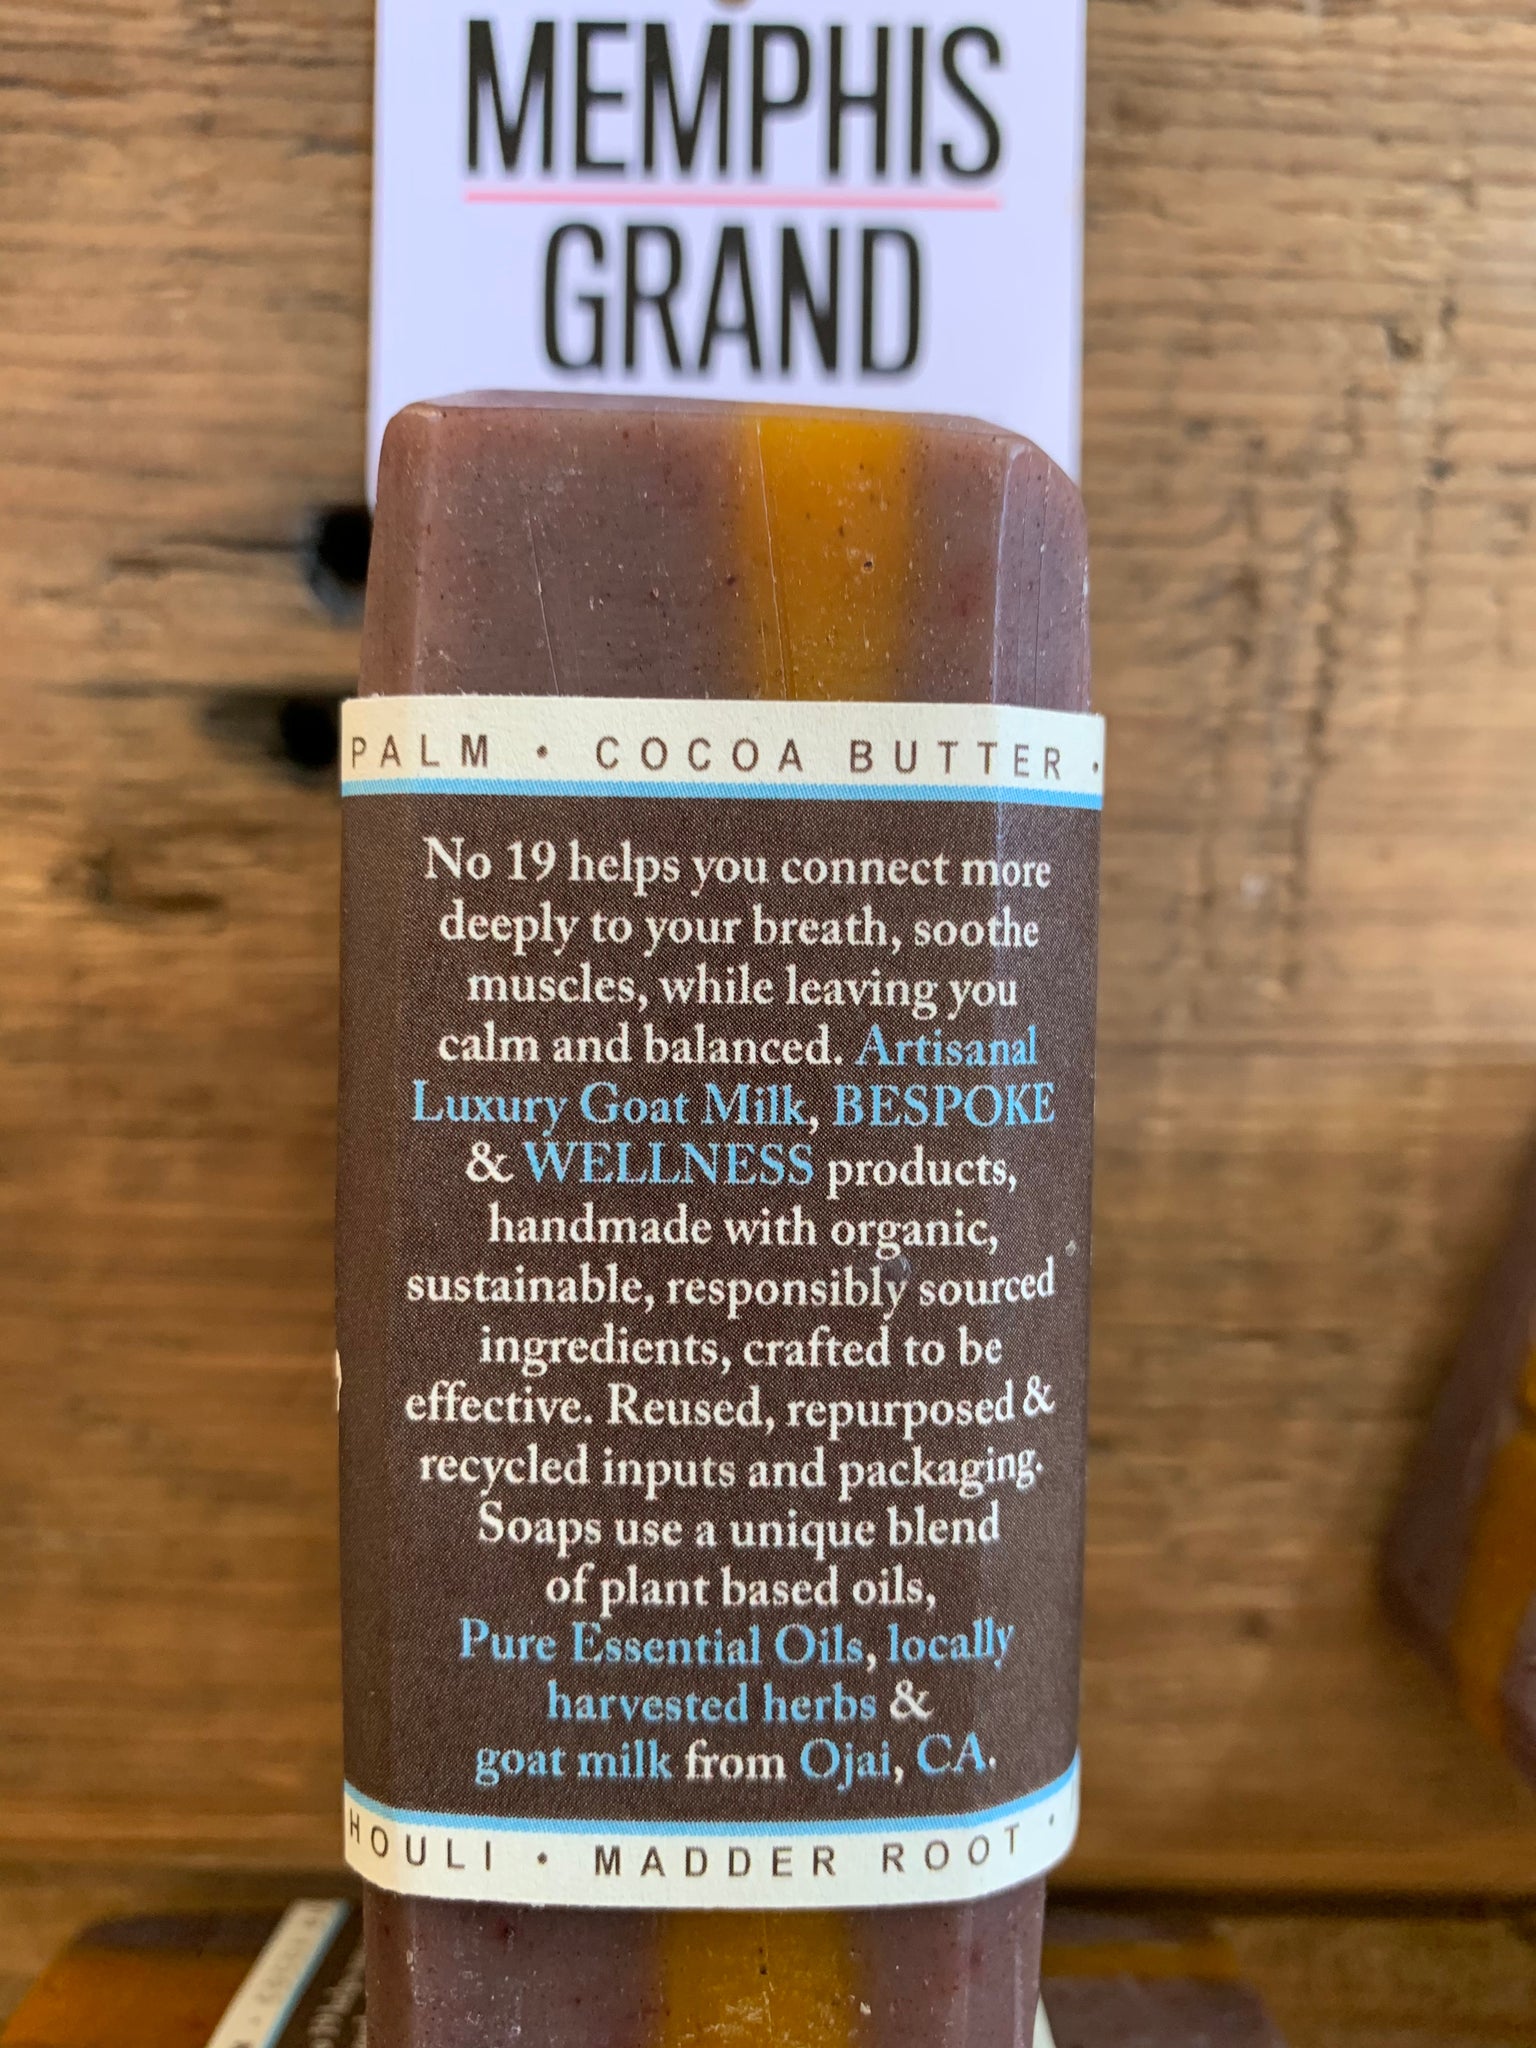 MEMPHIS
GRAND
PALM • COCOA BUTTER •
No 19 helps you connect more
deeply to your breath, soothe
muscles, while leaving you
calm and balanced. Artisanal
Luxury Goat Milk, BESPOKE
& WELLNESS products,
handmade with organic,
sustainable, responsibly sourced
ingredients, crafted to be
effective. Reused, repurposed &
recycled inputs and packaging.
Soaps use a unique blend
of plant based oils,
Pure Essential Oils, locally
harvested herbs &
goat milk from Ojai, CA.
HOULI • MADDER ROOT •